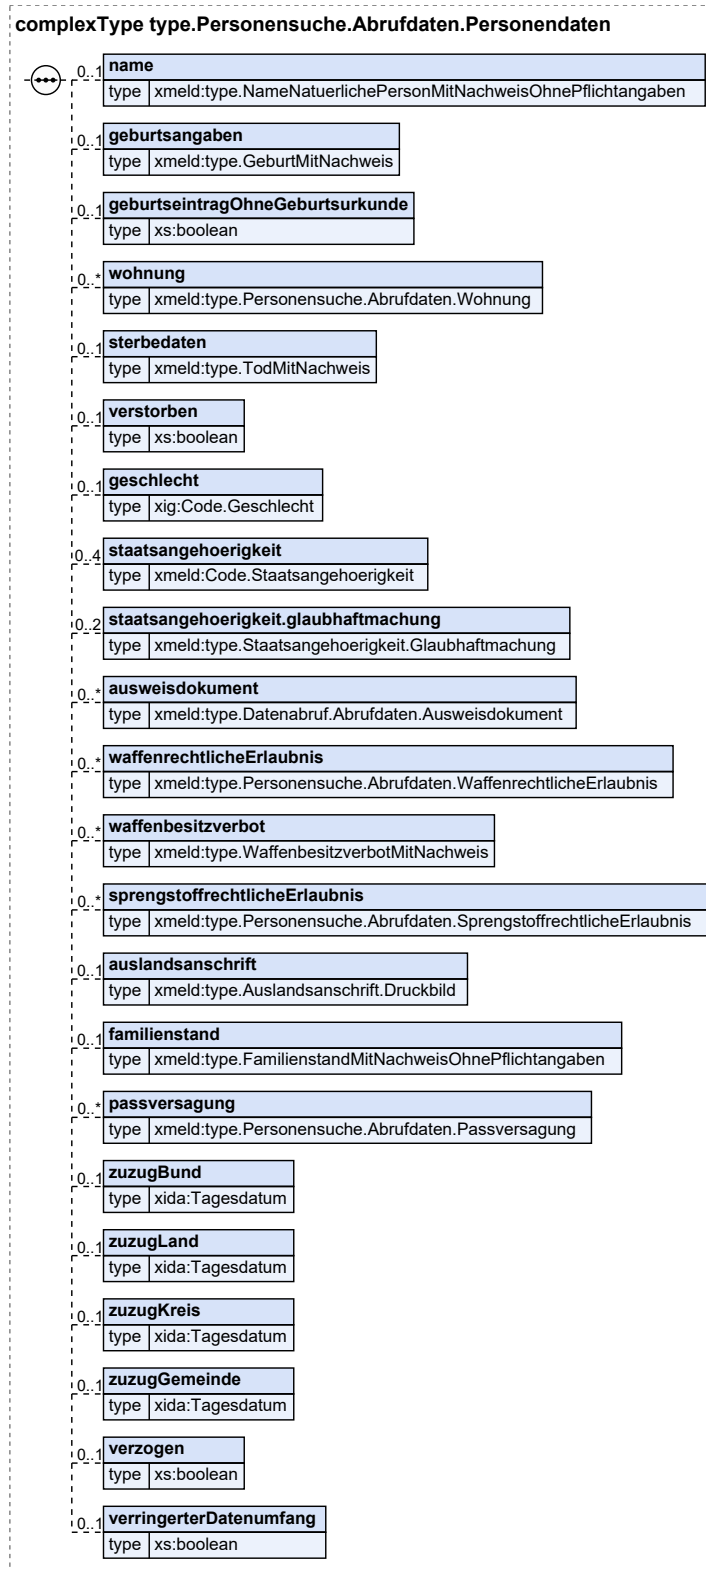 complexType type.Personensuche.Abrufdaten.Personendaten
0..1 name
type xmeld:type.NameNatuerlichePersonMitNachweisOhnePflichtangaben
0..1 geburtsangaben
type xmeld:type.GeburtMitNachweis
0..1 geburtseintragOhneGeburtsurkunde
type xs:boolean
0..* wohnung
type xmeld:type.Personensuche.Abrufdaten.Wohnung
0..1 sterbedaten
type xmeld:type.TodMitNachweis
0..1 verstorben
type xs:boolean
0..1 geschlecht
type xig:Code.Geschlecht
0..4 staatsangehoerigkeit
type xmeld:Code.Staatsangehoerigkeit
0..2 staatsangehoerigkeit.glaubhaftmachung
type xmeld:type.Staatsangehoerigkeit.Glaubhaftmachung
0..* ausweisdokument
type xmeld:type.Datenabruf.Abrufdaten.Ausweisdokument
0..* waffenrechtlicheErlaubnis
type xmeld:type.Personensuche.Abrufdaten.WaffenrechtlicheErlaubnis
0..* waffenbesitzverbot
type xmeld:type.WaffenbesitzverbotMitNachweis
0..* sprengstoffrechtlicheErlaubnis
type xmeld:type.Personensuche.Abrufdaten.SprengstoffrechtlicheErlaubnis
0..1 auslandsanschrift
type xmeld:type.Auslandsanschrift.Druckbild
0..1 familienstand
type xmeld:type.FamilienstandMitNachweisOhnePflichtangaben
0..* passversagung
type xmeld:type.Personensuche.Abrufdaten.Passversagung
0..1 zuzugBund
type xida:Tagesdatum
0..1 zuzugLand
type xida:Tagesdatum
0..1 zuzugKreis
type xida:Tagesdatum
0..1 zuzugGemeinde
type xida:Tagesdatum
0..1 verzogen
type xs:boolean
0..1 verringerterDatenumfang
type xs:boolean